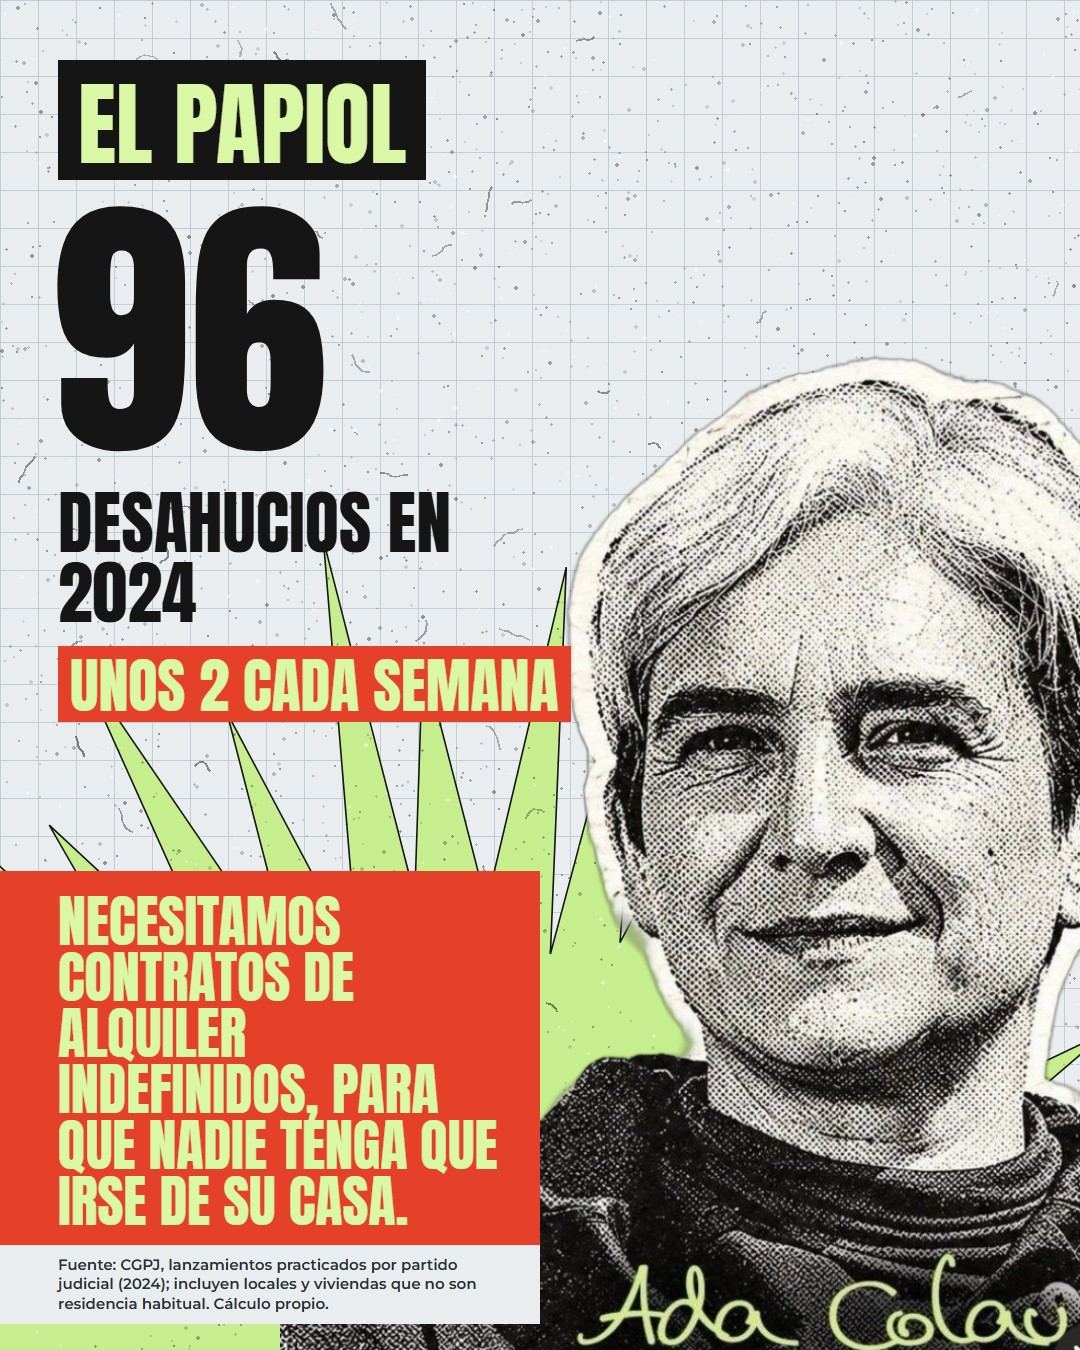 EL PAPIOL
96
DESAHUCIOS EN
2024
UNOS 2 CADA SEMANA
NECESITAMOS
CONTRATOS DE
ALQUILER
INDEFINIDOS, PARA
QUE NADIE TENGA QUE
IRSE DE SU CASA.
Fuente: CGPJ, lanzamientos practicados por partido
judicial (2024); incluyen locales y viviendas que no son
residencia habitual. Cálculo propio.
Ada Colau